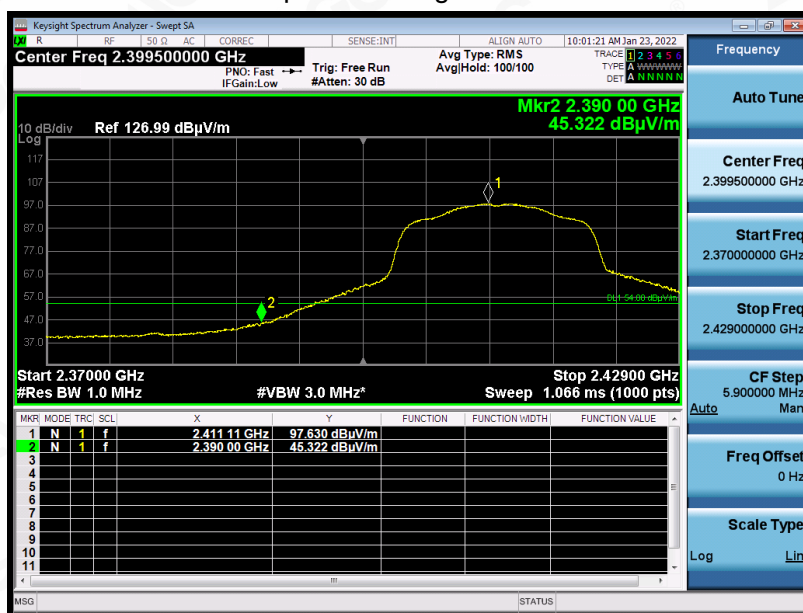 Keysight Spectrum Analyzer - Swept SA
LXI R RF 50 Ω AC CORREC SENSE:INT ALIGN AUTO 10:01:21 AM Jan 23, 2022
Center Freq 2.399500000 GHz
PNO: Fast
IFGain:Low
Trig: Free Run
#Atten: 30 dB
Avg Type: RMS
Avg|Hold: 100/100
TRACE 1 2 3 4 5 6
TYPE A WWWWW
DET A N N N N N
Mkr2 2.390 00 GHz
45.322 dBµV/m
10 dB/div Ref 126.99 dBµV/m
Log
117
107
97.0
87.0
77.0
67.0
57.0
47.0
37.0
1
2
DL1 54.00 dBµV/m
Start 2.37000 GHz Stop 2.42900 GHz
#Res BW 1.0 MHz #VBW 3.0 MHz* Sweep 1.066 ms (1000 pts)
MKR MODE TRC SCL X Y FUNCTION FUNCTION WIDTH FUNCTION VALUE
1 N 1 f 2.411 11 GHz 97.630 dBµV/m
2 N 1 f 2.390 00 GHz 45.322 dBµV/m
3
4
5
6
7
8
9
10
11
MSG STATUS
Frequency
Auto Tune
Center Freq
2.399500000 GHz
Start Freq
2.370000000 GHz
Stop Freq
2.429000000 GHz
CF Step
5.900000 MHz
Auto Man
Freq Offset
0 Hz
Scale Type
Log Lin